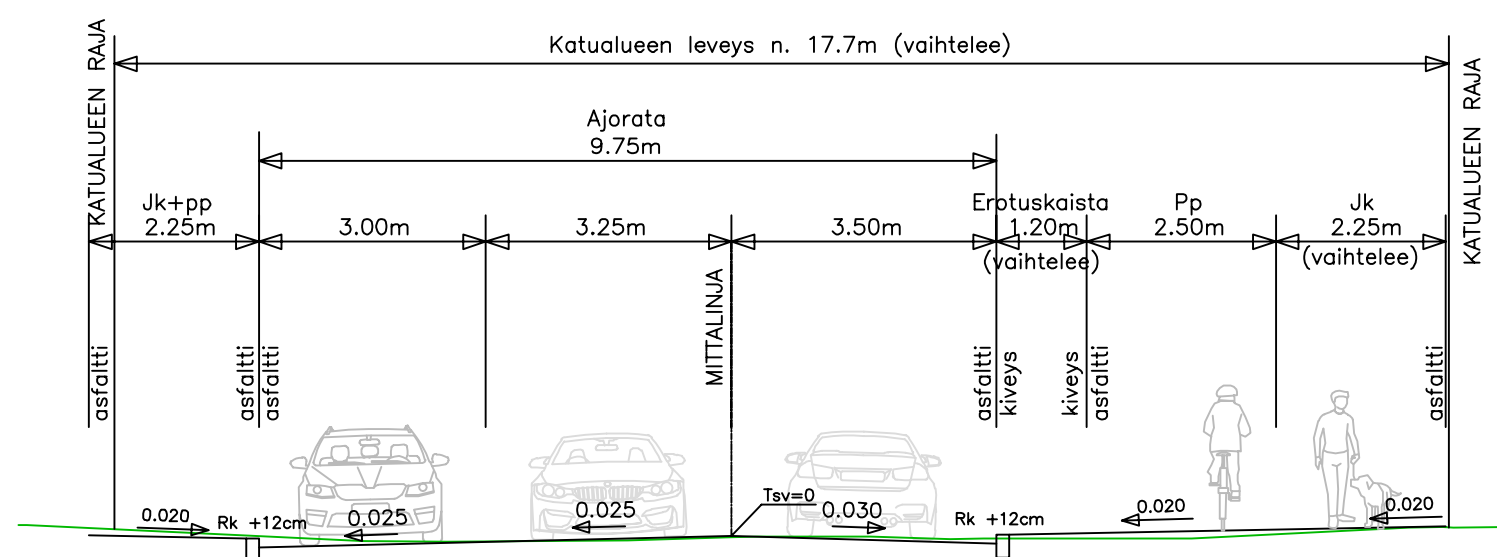 Katualueen leveys n. 17.7m (vaihtelee)
KATUALUEEN RAJA
KATUALUEEN RAJA
Ajorata
9.75m
Jk+pp
2.25m
3.00m
3.25m
3.50m
Erotuskaista
1.20m
(vaihtelee)
Pp
2.50m
Jk
2.25m
(vaihtelee)
MITTALINJA
asfaltti
asfaltti
asfaltti
asfaltti
kiveys
kiveys
asfaltti
asfaltti
0.020
Rk +12cm
0.025
0.025
Tsv=0
0.030
Rk +12cm
0.020
0.020